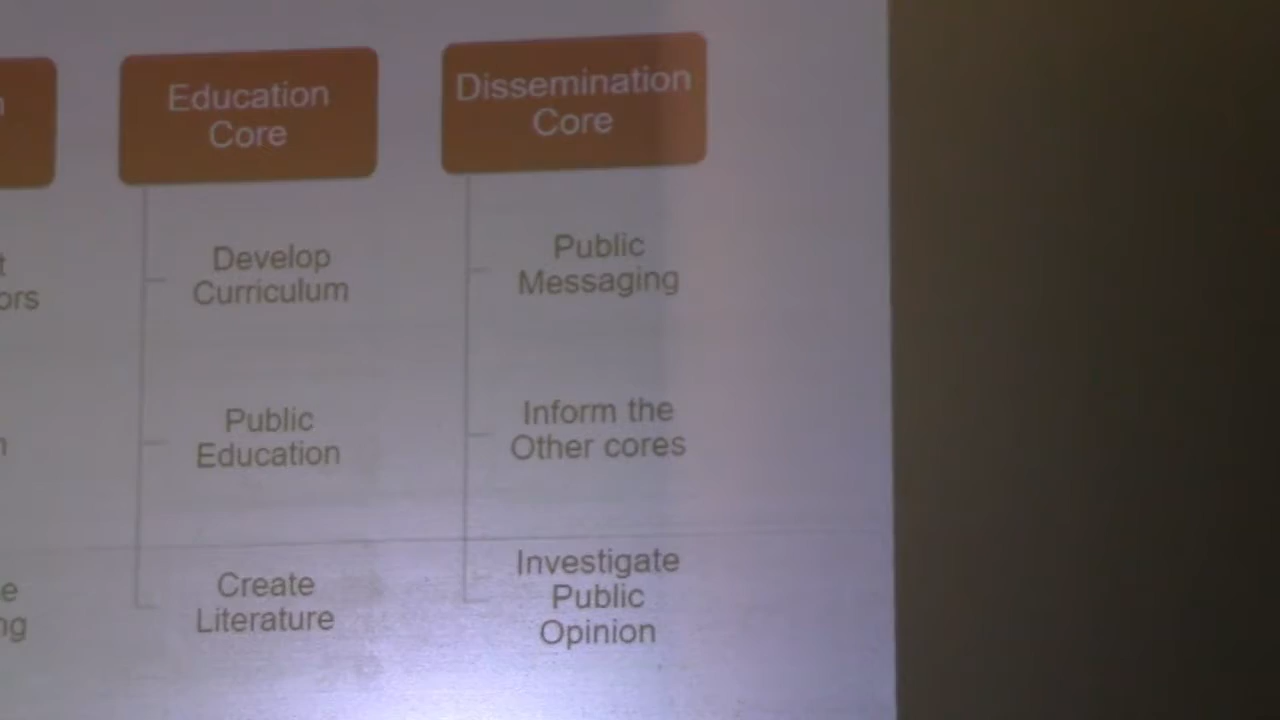 Education
Core
Develop
Curriculum
Public
Education
Create
Literature
Dissemination
Core
Public
Messaging
Inform the
Other cores
Investigate
Public
Opinion